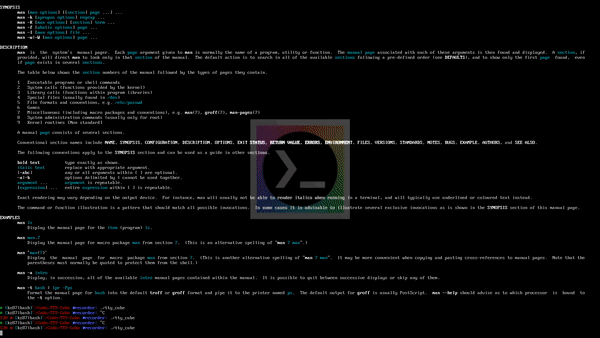 SYNOPSIS
man [man options] [[section] page ...] ...
man -k [apropos options] regexp ...
man -K [man options] [section] term ...
man -f [whatis options] page ...
man -l [man options] file ...
man -w|-W [man options] page ...
DESCRIPTION
man is the system's manual pager. Each page argument given to man is normally the name of a program, utility or function. The manual page associated with each of these arguments is then found and displayed. A section, if
provided, will direct man to look only in that section of the manual. The default action is to search in all of the available sections following a pre-defined order (see DEFAULTS), and to show only the first page found, even
if page exists in several sections.
The table below shows the section numbers of the manual followed by the types of pages they contain.
1 Executable programs or shell commands
2 System calls (functions provided by the kernel)
3 Library calls (functions within program libraries)
4 Special files (usually found in /dev)
5 File formats and conventions, e.g. /etc/passwd
6 Games
7 Miscellaneous (including macro packages and conventions), e.g. man(7), groff(7), man-pages(7)
8 System administration commands (usually only for root)
9 Kernel routines [Non standard]
A manual page consists of several sections.
Conventional section names include NAME, SYNOPSIS, CONFIGURATION, DESCRIPTION, OPTIONS, EXIT STATUS, RETURN VALUE, ERRORS, ENVIRONMENT, FILES, VERSIONS, STANDARDS, NOTES, BUGS, EXAMPLE, AUTHORS, and SEE ALSO.
The following conventions apply to the SYNOPSIS section and can be used as a guide in other sections.
bold text type exactly as shown.
italic text replace with appropriate argument.
[-abc] any or all arguments within [ ] are optional.
-a|-b options delimited by | cannot be used together.
argument ... argument is repeatable.
[expression] ... entire expression within [ ] is repeatable.
Exact rendering may vary depending on the output device. For instance, man will usually not be able to render italics when running in a terminal, and will typically use underlined or coloured text instead.
The command or function illustration is a pattern that should match all possible invocations. In some cases it is advisable to illustrate several exclusive invocations as is shown in the SYNOPSIS section of this manual page.
EXAMPLES
man ls
Display the manual page for the item (program) ls.
man man.7
Display the manual page for macro package man from section 7. (This is an alternative spelling of "man 7 man".)
man 'man(7)'
Display the manual page for macro package man from section 7. (This is another alternative spelling of "man 7 man". It may be more convenient when copying and pasting cross-references to manual pages. Note that the
parentheses must normally be quoted to protect them from the shell.)
man -a intro
Display, in succession, all of the available intro manual pages contained within the manual. It is possible to quit between successive displays or skip any of them.
man -t bash | lpr -Pps
Format the manual page for bash into the default troff or groff format and pipe it to the printer named ps. The default output for groff is usually PostScript. man --help should advise as to which processor is bound to
the -t option.
./tty_cube
^C
./tty_cube
^C
./tty_cube